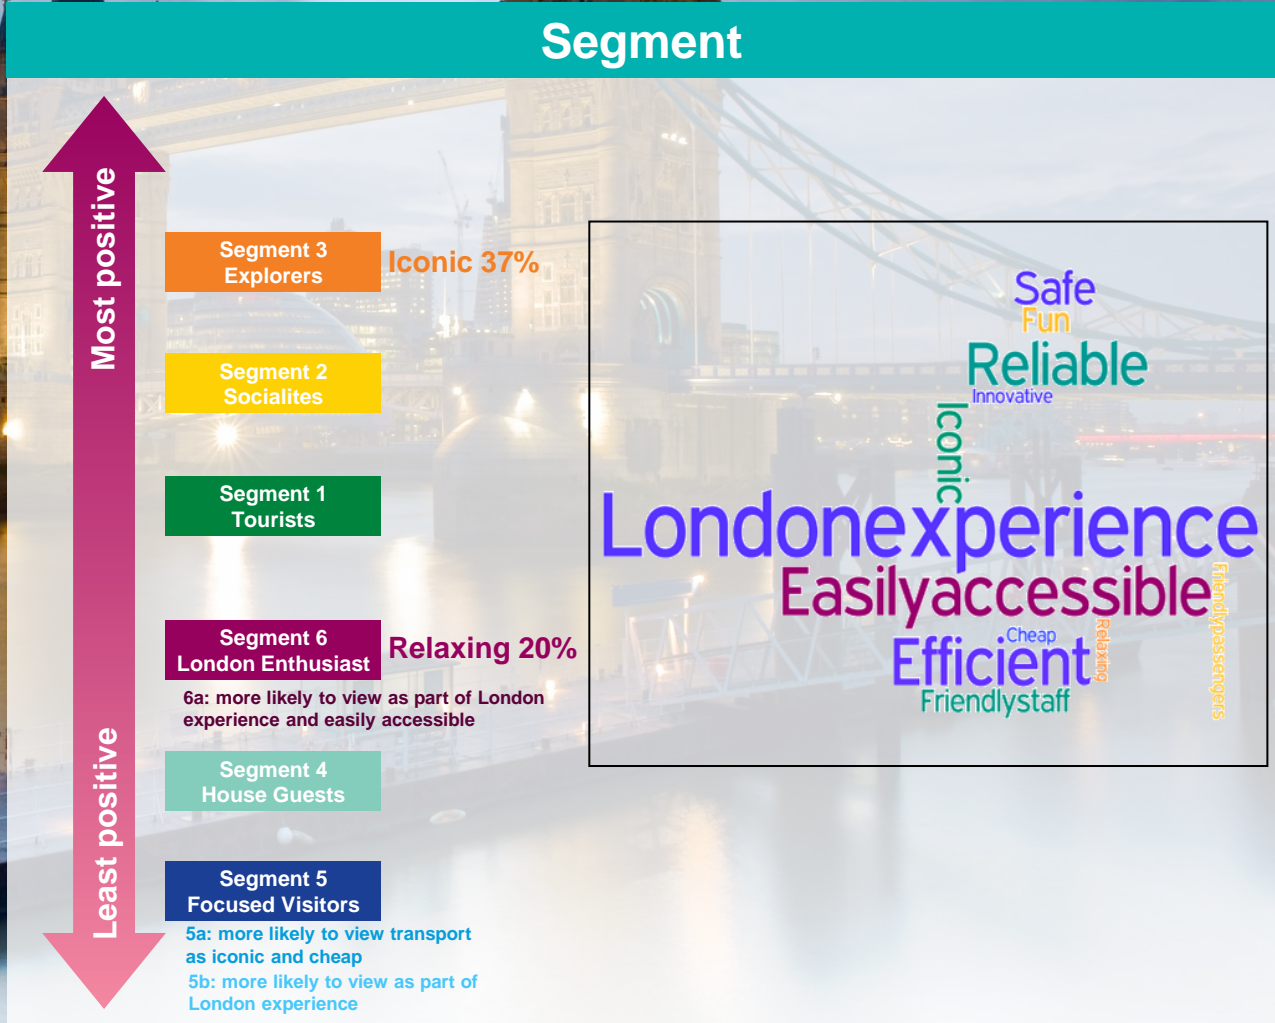 Segment
Most positive
Least positive
Segment 3
Explorers
Iconic 37%
Segment 2
Socialites
Segment 1
Tourists
Segment 6
London Enthusiast
Relaxing 20%
6a: more likely to view as part of London
experience and easily accessible
Segment 4
House Guests
Segment 5
Focused Visitors
5a: more likely to view transport
as iconic and cheap
5b: more likely to view as part of
London experience
Safe
Fun
Reliable
Innovative
Iconic
Londonexperience
Easilyaccessible
Friendlypassengers
Cheap
Relaxing
Efficient
Friendlystaff